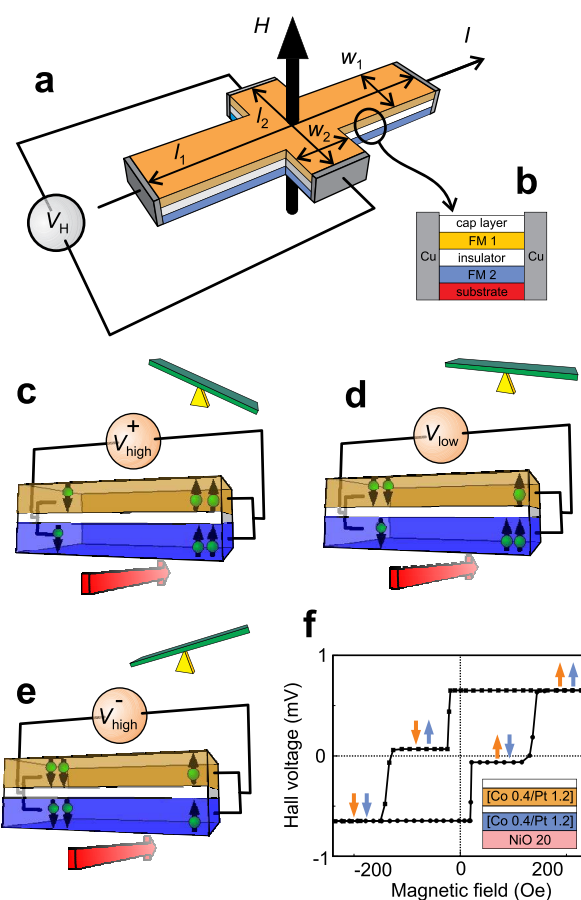 a
H
I
w1
l2
l1
w2
VH
b
cap layer
FM 1
Cu
insulator
Cu
FM 2
substrate
c
V+high
d
Vlow
e
V-high
f
Hall voltage (mV)
1
0
-1
[Co 0.4/Pt 1.2]
[Co 0.4/Pt 1.2]
NiO 20
-200
0
200
Magnetic field (Oe)